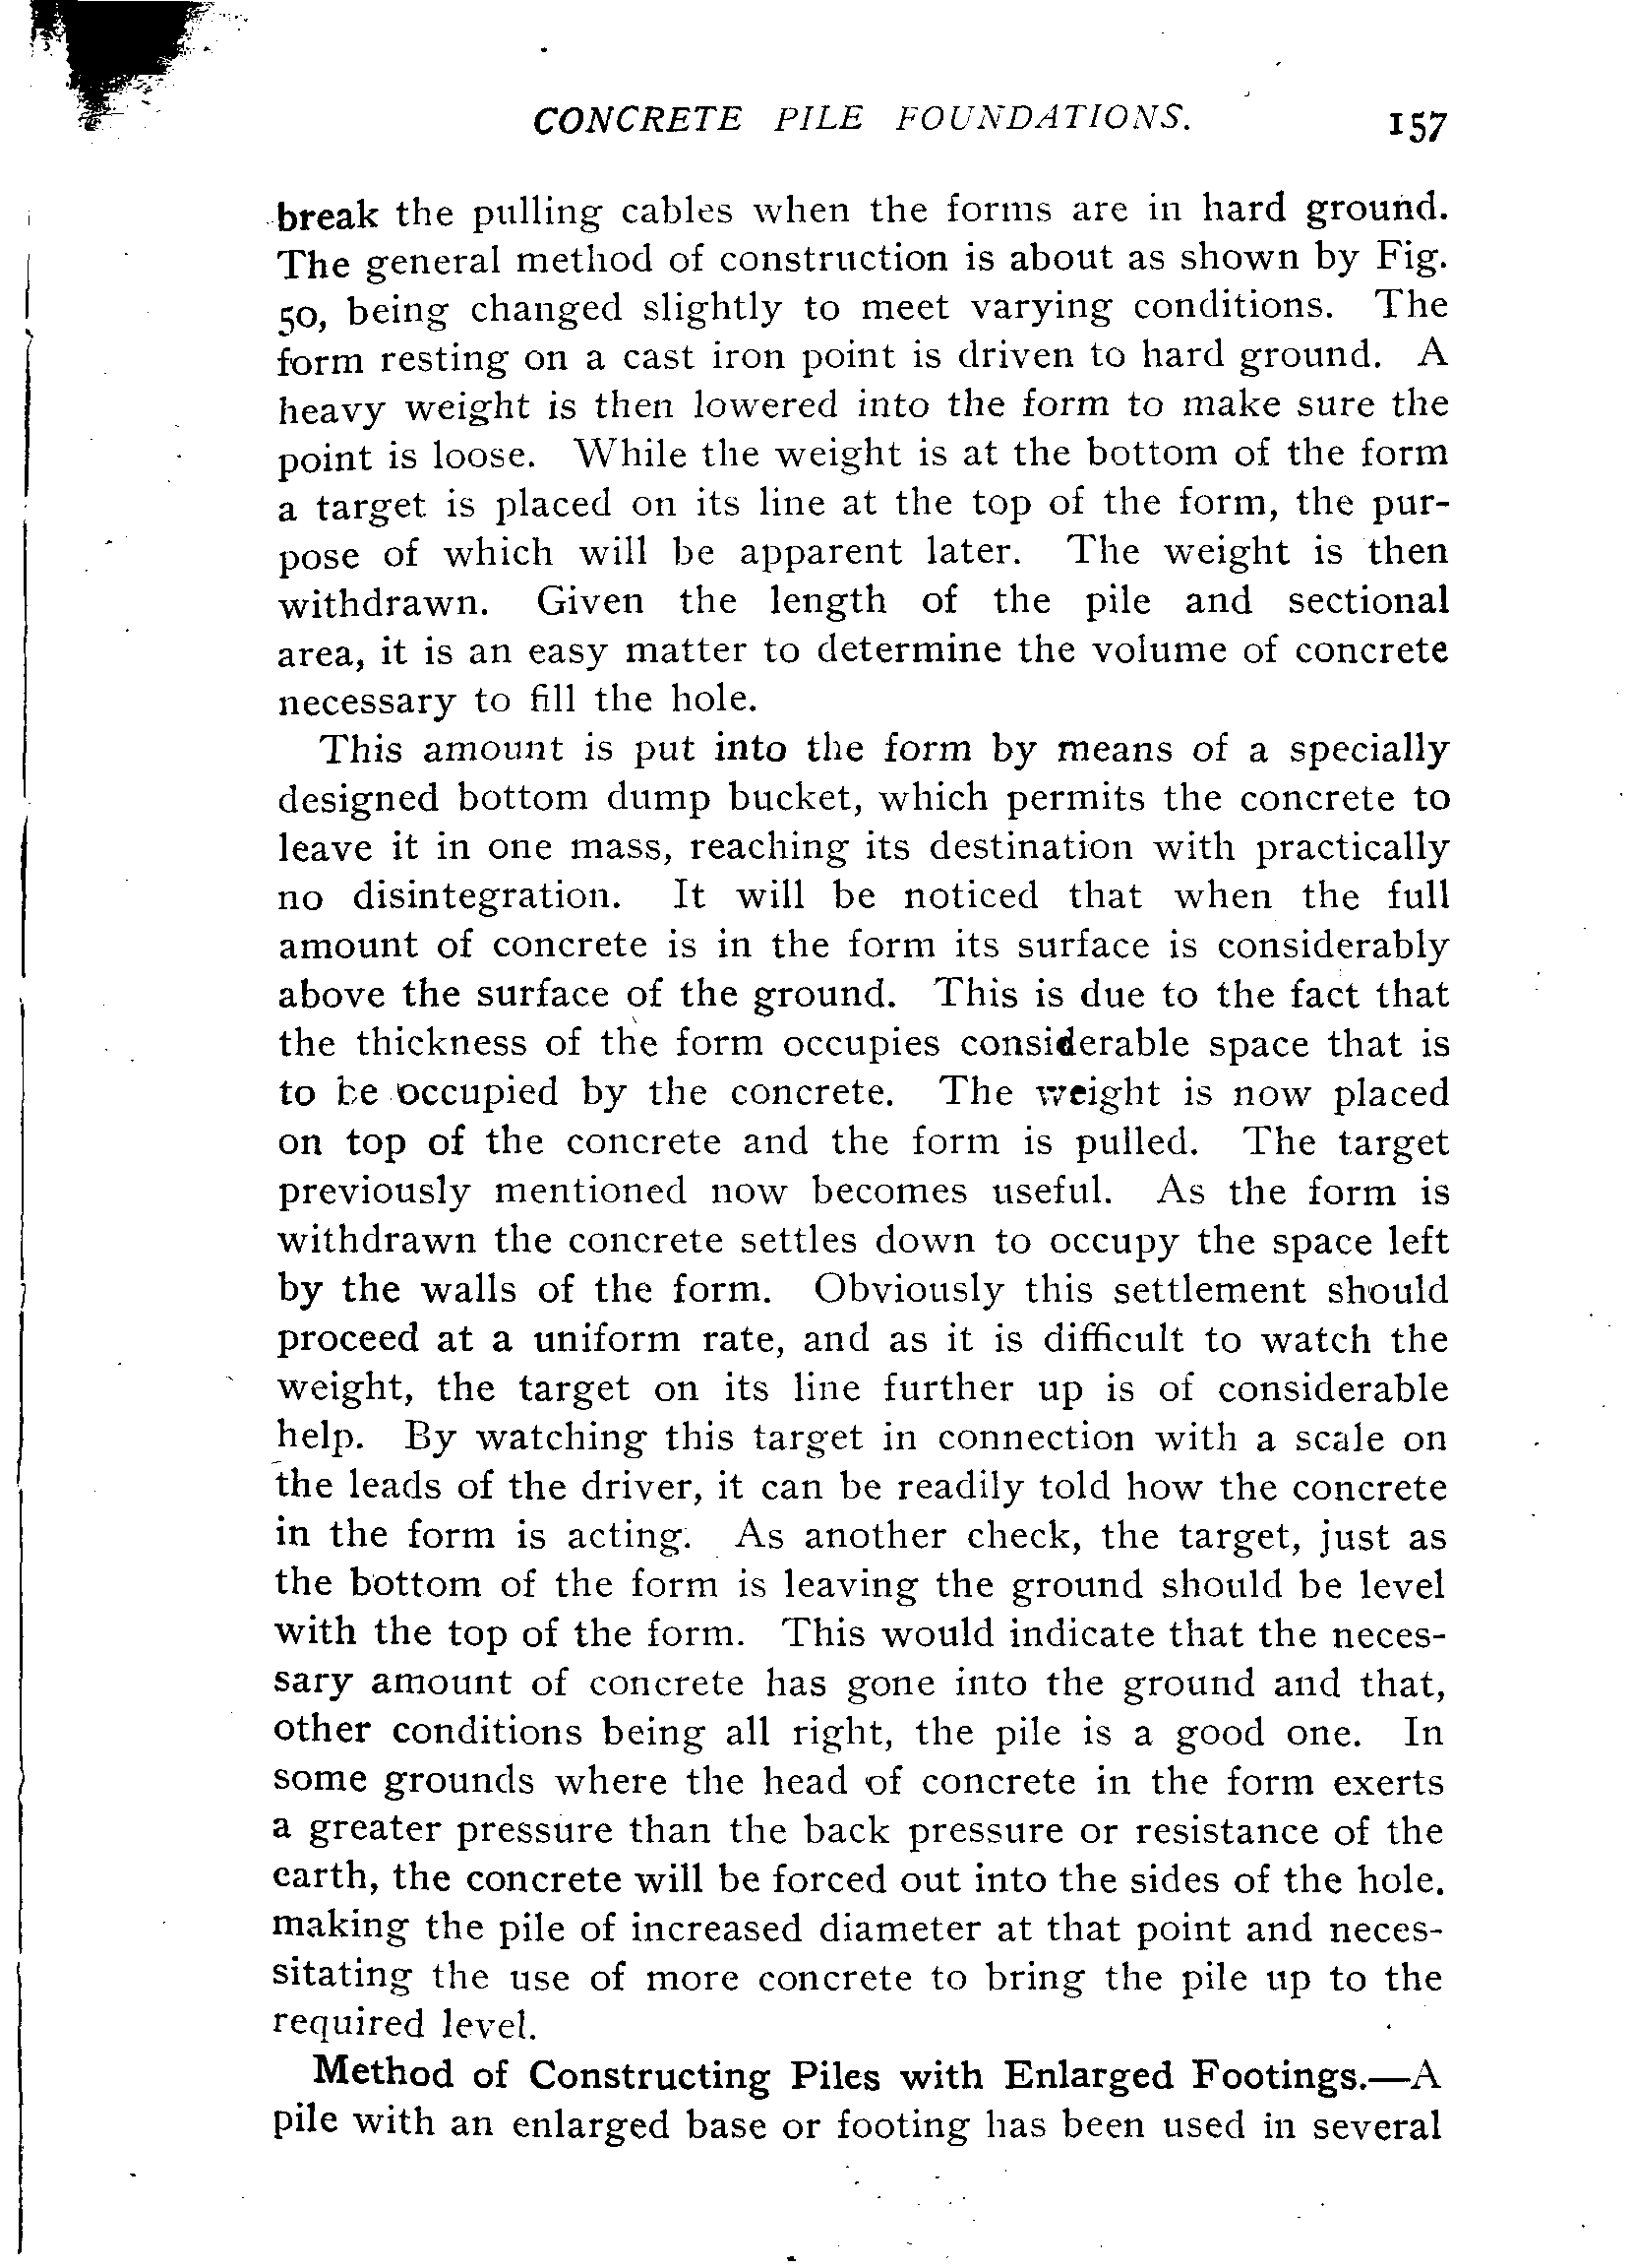 CONCRETE PILE FOUNDATIONS. 157
break the pulling cables when the forms are in hard ground.
The general method of construction is about as shown by Fig.
50, being changed slightly to meet varying conditions. The
form resting on a cast iron point is driven to hard ground. A
heavy weight is then lowered into the form to make sure the
point is loose. While the weight is at the bottom of the form
a target is placed on its line at the top of the form, the pur-
pose of which will be apparent later. The weight is then
withdrawn. Given the length of the pile and sectional
area, it is an easy matter to determine the volume of concrete
necessary to fill the hole.
This amount is put into the form by means of a specially
designed bottom dump bucket, which permits the concrete to
leave it in one mass, reaching its destination with practically
no disintegration. It will be noticed that when the full
amount of concrete is in the form its surface is considerably
above the surface of the ground. This is due to the fact that
the thickness of the form occupies considerable space that is
to be occupied by the concrete. The weight is now placed
on top of the concrete and the form is pulled. The target
previously mentioned now becomes useful. As the form is
withdrawn the concrete settles down to occupy the space left
by the walls of the form. Obviously this settlement should
proceed at a uniform rate, and as it is difficult to watch the
weight, the target on its line further up is of considerable
help. By watching this target in connection with a scale on
the leads of the driver, it can be readily told how the concrete
in the form is acting. As another check, the target, just as
the bottom of the form is leaving the ground should be level
with the top of the form. This would indicate that the neces-
sary amount of concrete has gone into the ground and that,
other conditions being all right, the pile is a good one. In
some grounds where the head of concrete in the form exerts
a greater pressure than the back pressure or resistance of the
earth, the concrete will be forced out into the sides of the hole.
making the pile of increased diameter at that point and neces-
sitating the use of more concrete to bring the pile up to the
required level.
Method of Constructing Piles with Enlarged Footings.—A
pile with an enlarged base or footing has been used in several